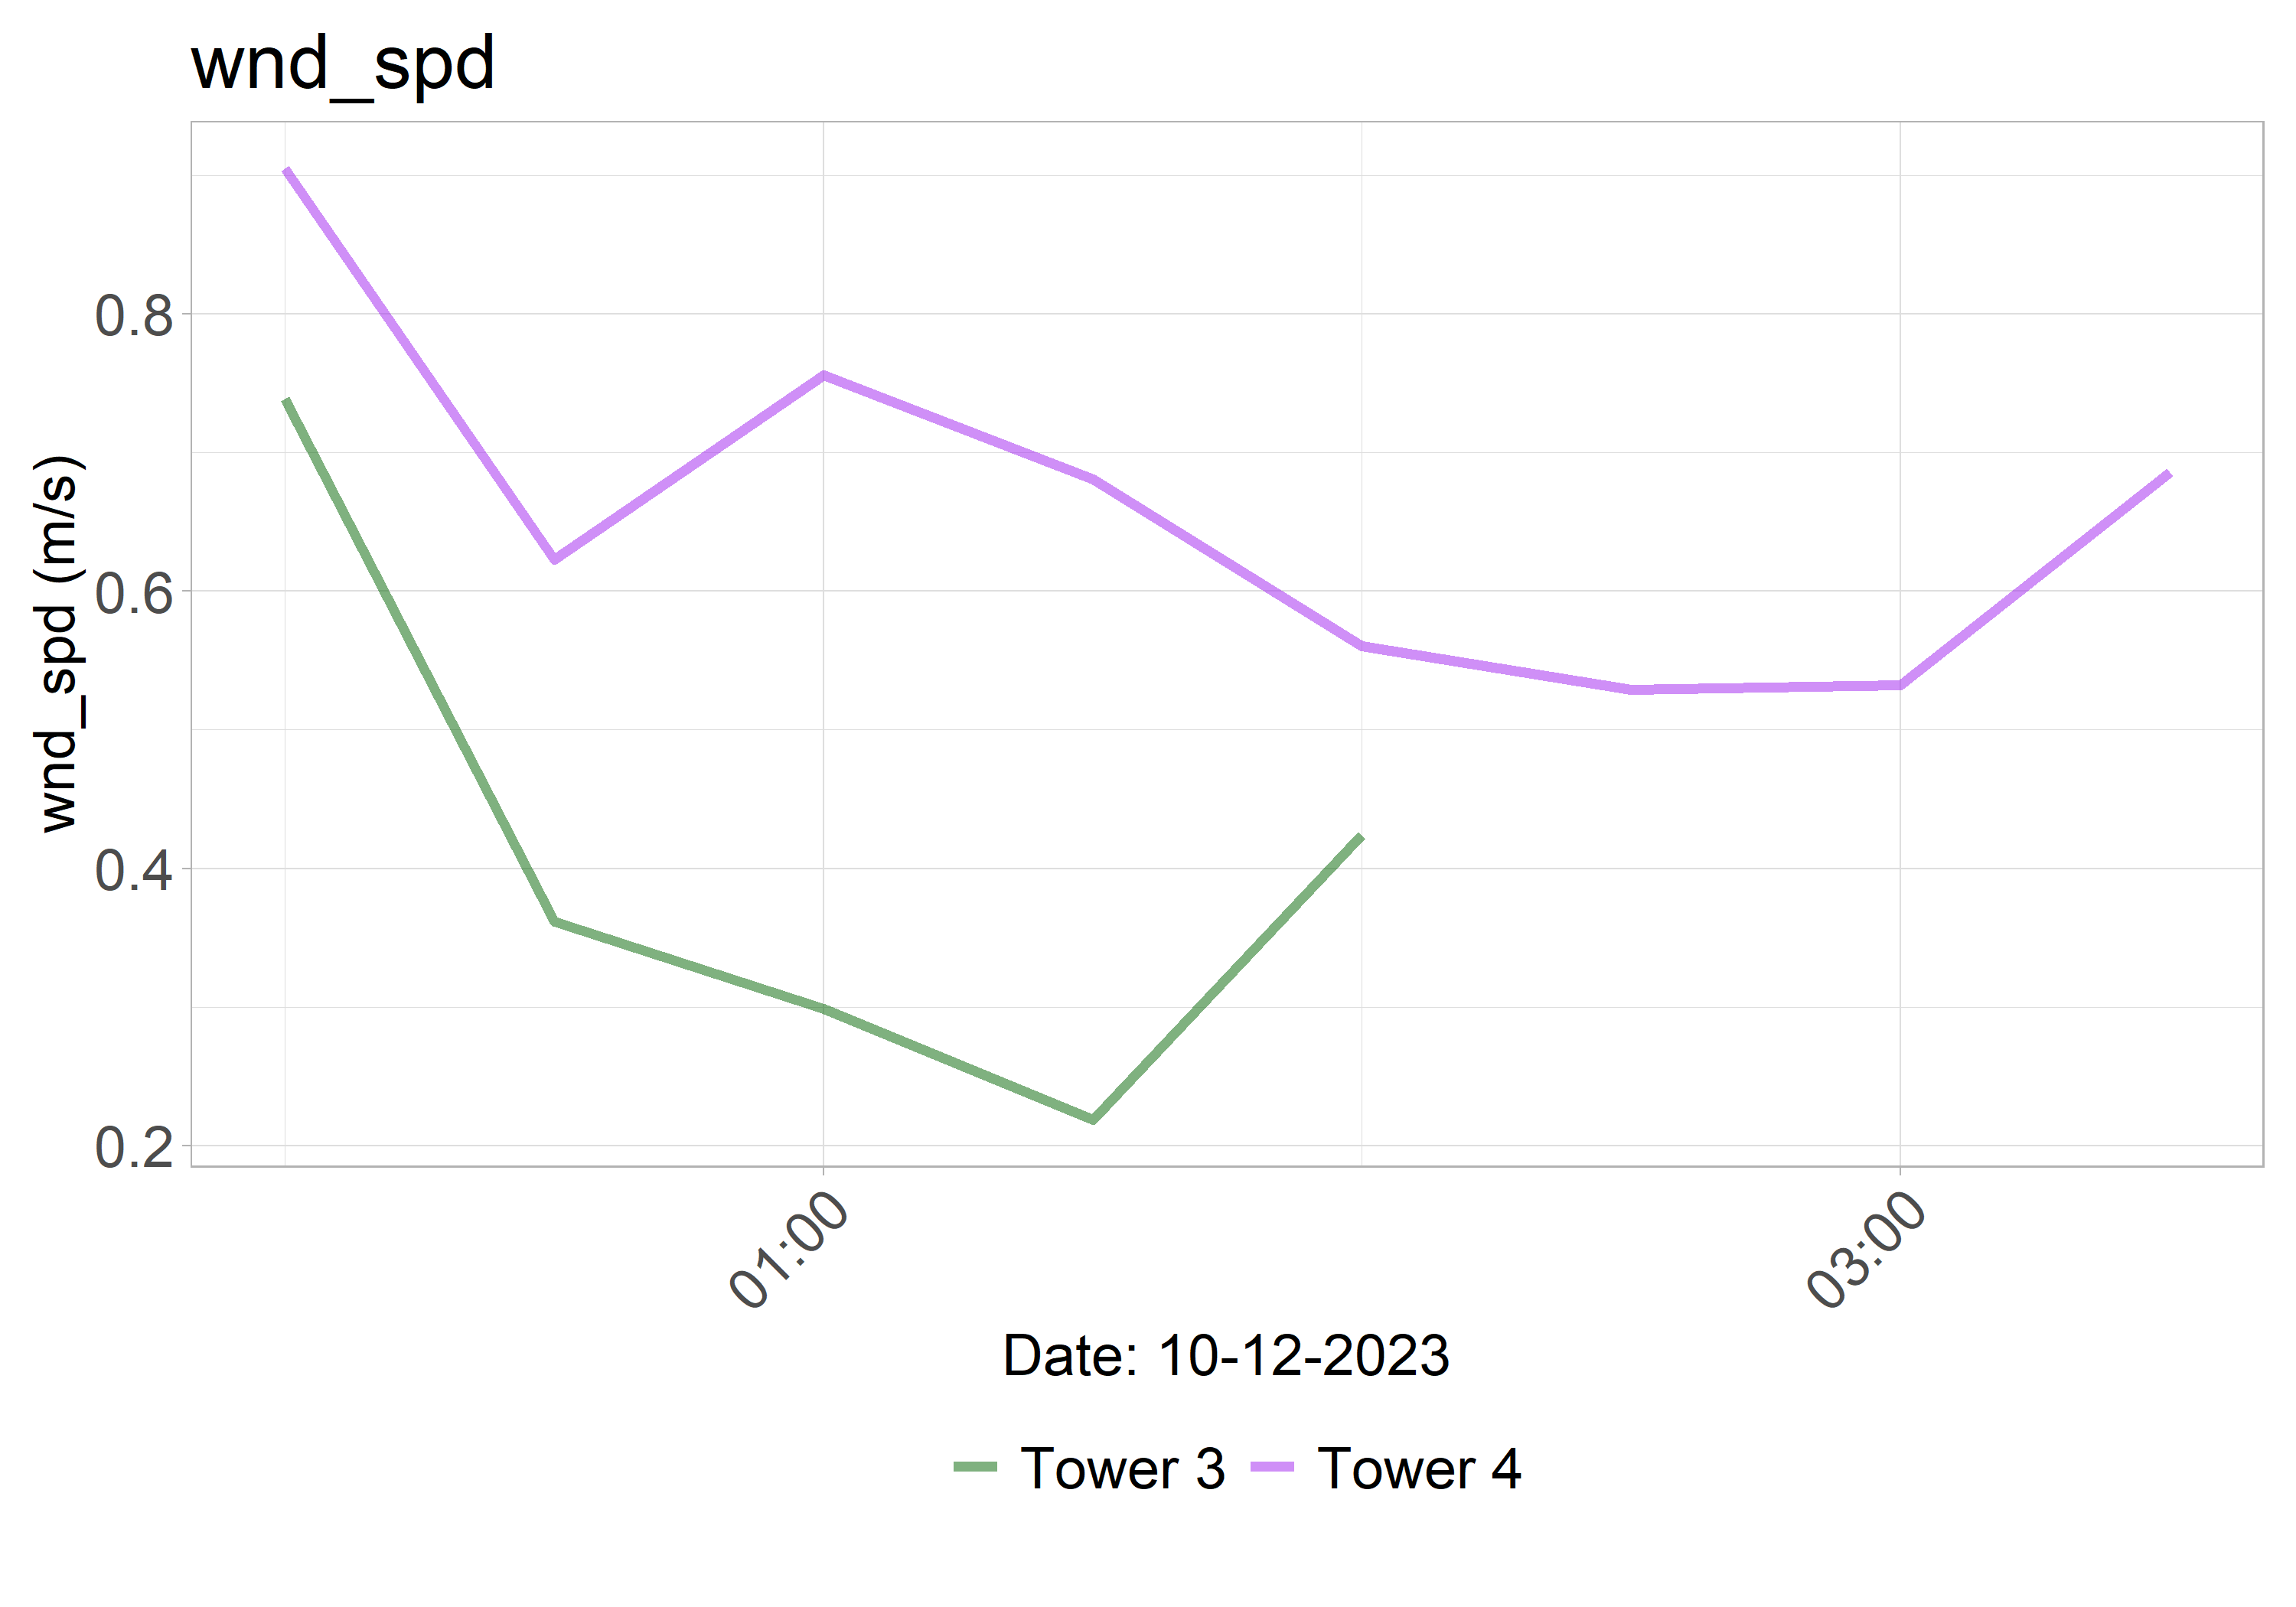 wnd_spd
wnd_spd (m/s)
0.8
0.6
0.4
0.2
01:00
03:00
Date: 10-12-2023
Tower 3
Tower 4